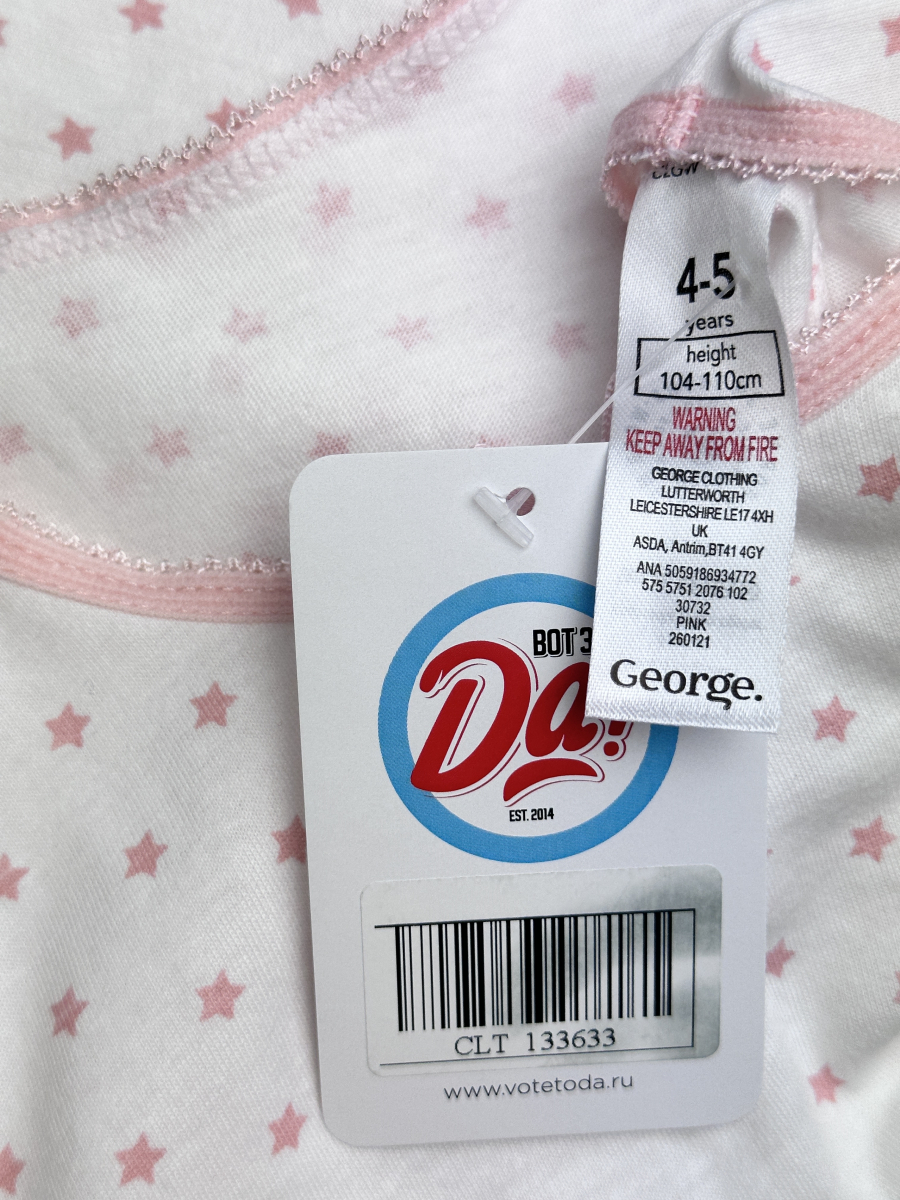 4-5
years
height
104-110cm
WARNING
KEEP AWAY FROM FIRE
GEORGE CLOTHING
LUTTERWORTH
LEICESTERSHIRE LE17 4XH
UK
ASDA, Antrim,BT41 4GY
ANA 5059186934772
575 5751 2076 102
30732
PINK
260121
George.
ВОТ
Da!
EST. 2014
CLT 133633
www.votetoda.ru